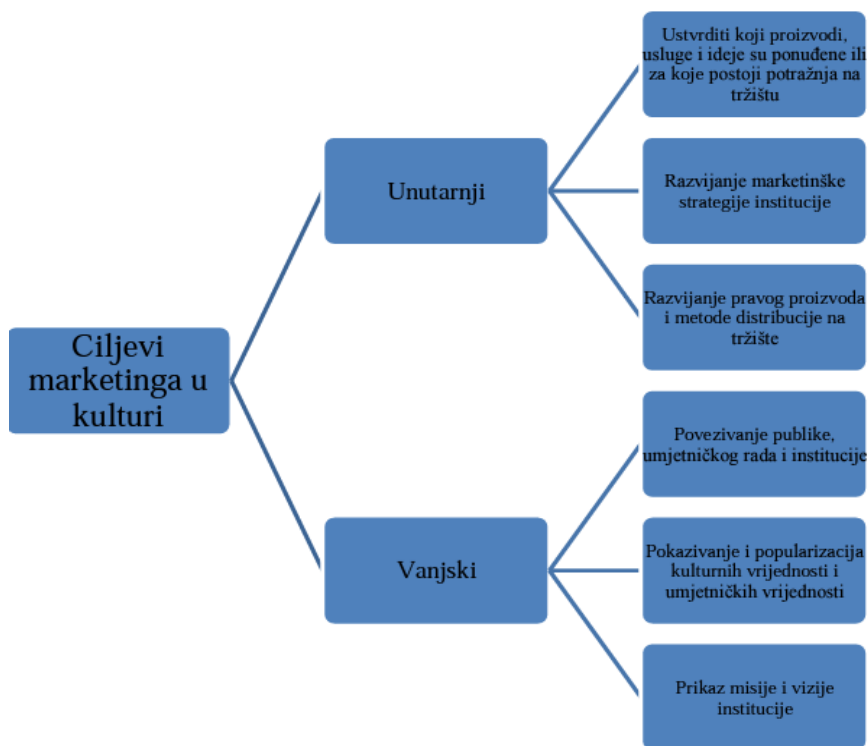 Ciljevi
marketinga u
kulturi
Unutarnji
Ustvrditi koji proizvodi,
usluge i ideje su ponuđene ili
za koje postoji potražnja na
tržištu
Razvijanje marketinške
strategije institucije
Razvijanje pravog proizvoda
i metode distribucije na
tržište
Vanjski
Povezivanje publike,
umjetničkog rada i institucije
Pokazivanje i popularizacija
kulturnih vrijednosti i
umjetničkih vrijednosti
Prikaz misije i vizije
institucije